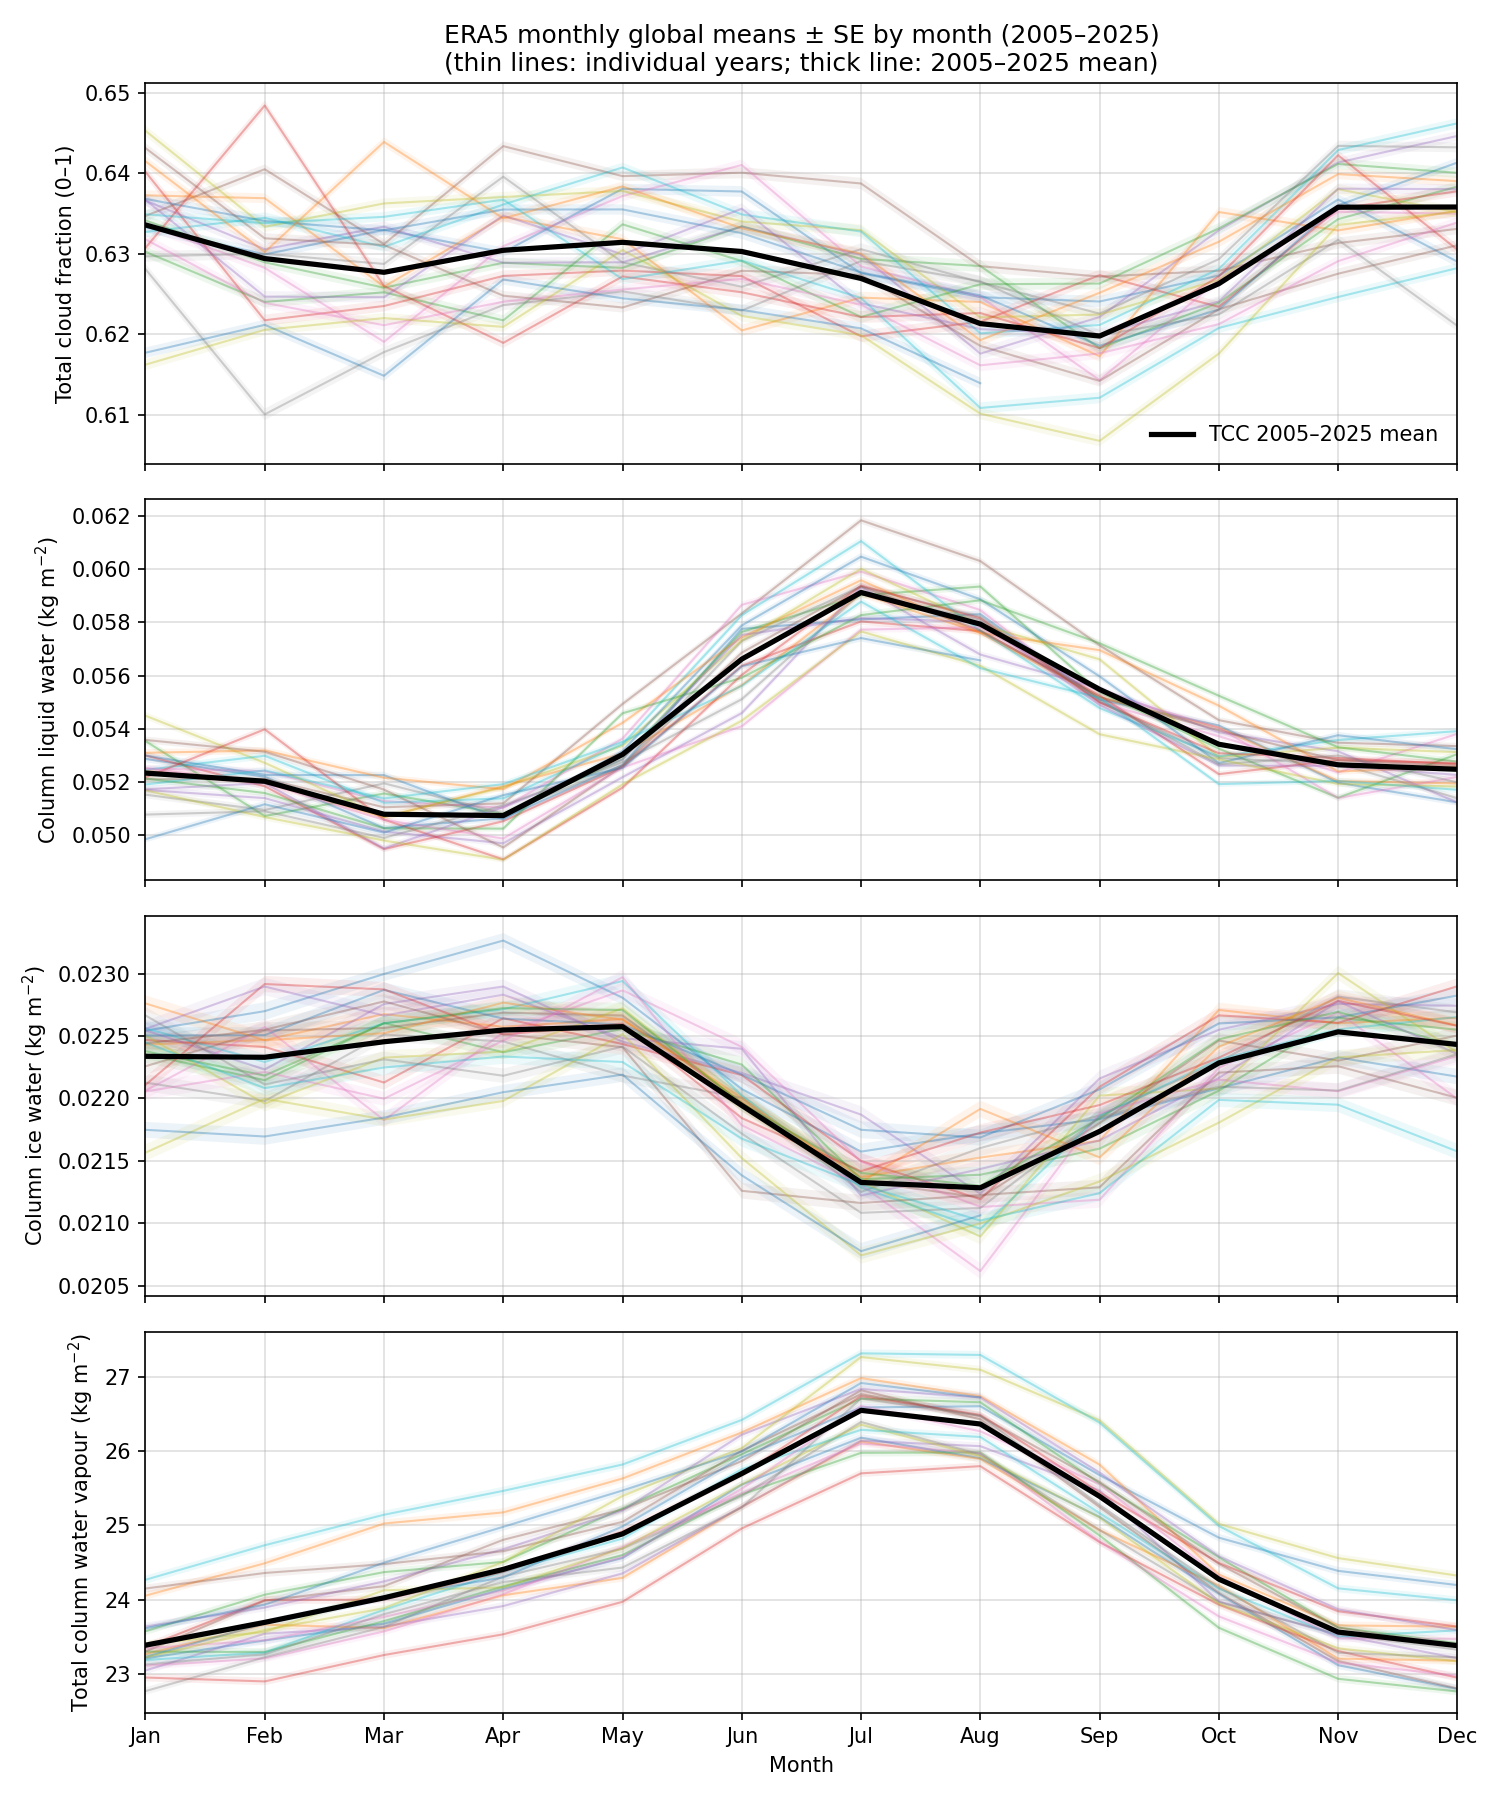 ERA5 monthly global means ± SE by month (2005–2025)
(thin lines: individual years; thick line: 2005–2025 mean)
Total cloud fraction (0–1)
0.65
0.64
0.63
0.62
0.61
TCC 2005–2025 mean
Column liquid water (kg m⁻²)
0.062
0.060
0.058
0.056
0.054
0.052
0.050
Column ice water (kg m⁻²)
0.0230
0.0225
0.0220
0.0215
0.0210
0.0205
Total column water vapour (kg m⁻²)
27
26
25
24
23
Jan Feb Mar Apr May Jun Jul Aug Sep Oct Nov Dec
Month